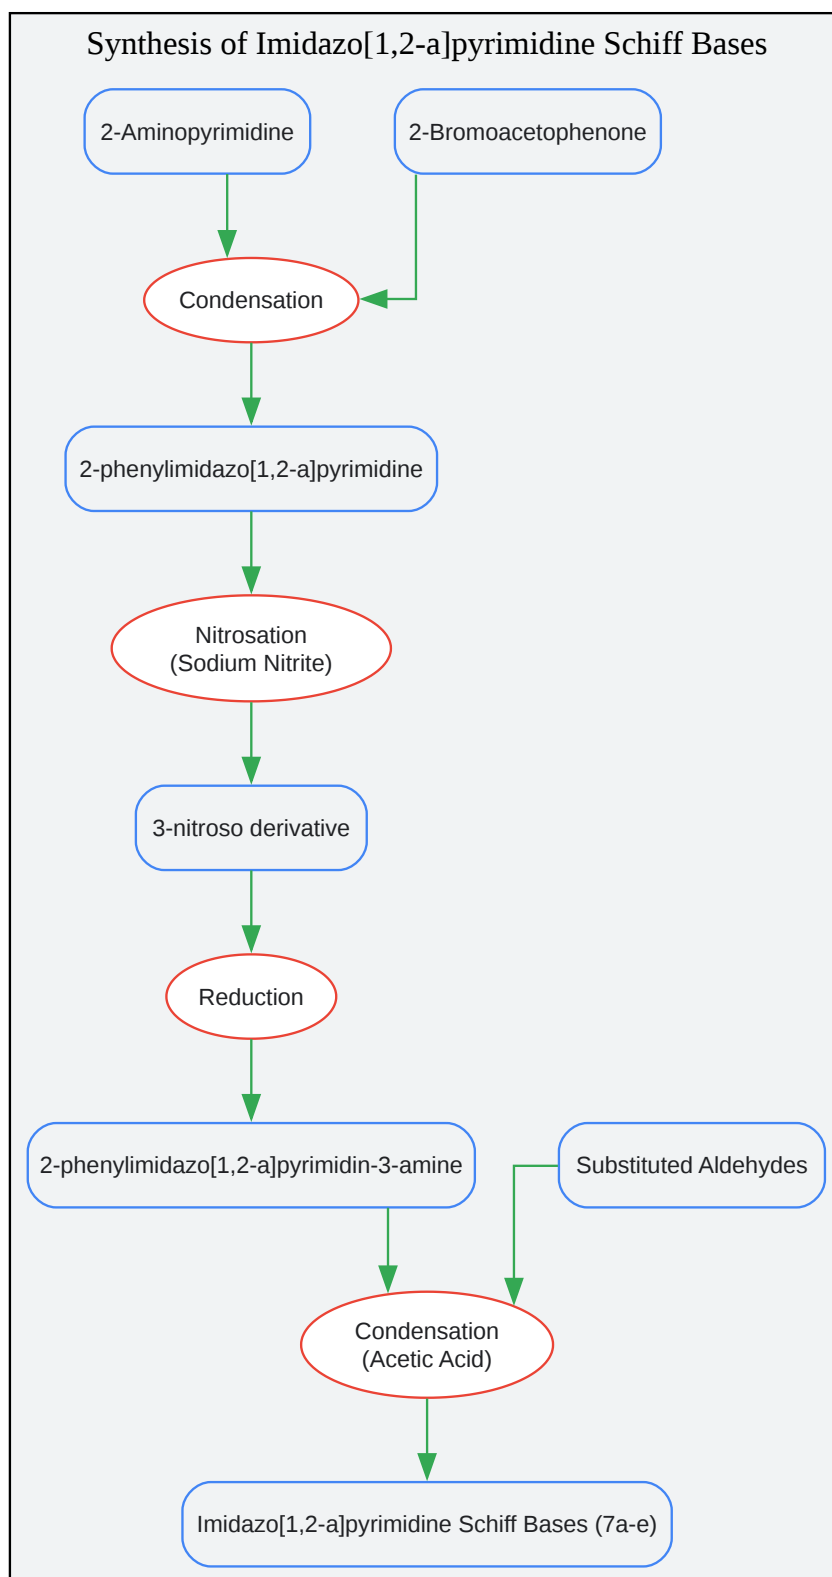 Synthesis of Imidazo[1,2-a]pyrimidine Schiff Bases
2-Aminopyrimidine
2-Bromoacetophenone
Condensation
2-phenylimidazo[1,2-a]pyrimidine
Nitrosation
(Sodium Nitrite)
3-nitroso derivative
Reduction
2-phenylimidazo[1,2-a]pyrimidin-3-amine
Substituted Aldehydes
Condensation
(Acetic Acid)
Imidazo[1,2-a]pyrimidine Schiff Bases (7a-e)